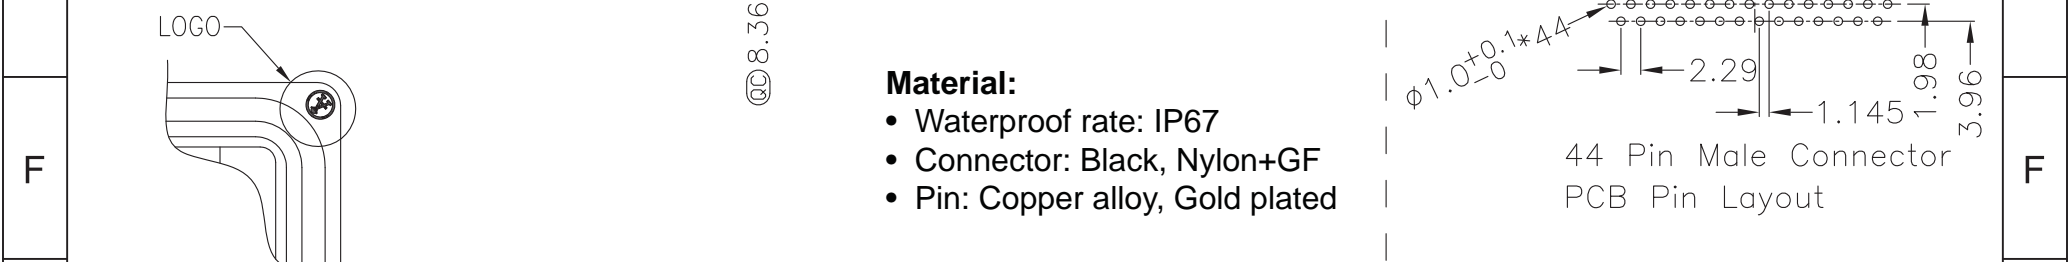 LOGO
QC 8.36
Material:
• Waterproof rate: IP67
• Connector: Black, Nylon+GF
• Pin: Copper alloy, Gold plated
ϕ1.0+0.1-0*44
2.29
1.145
1.98
3.96
44 Pin Male Connector
PCB Pin Layout
F
F